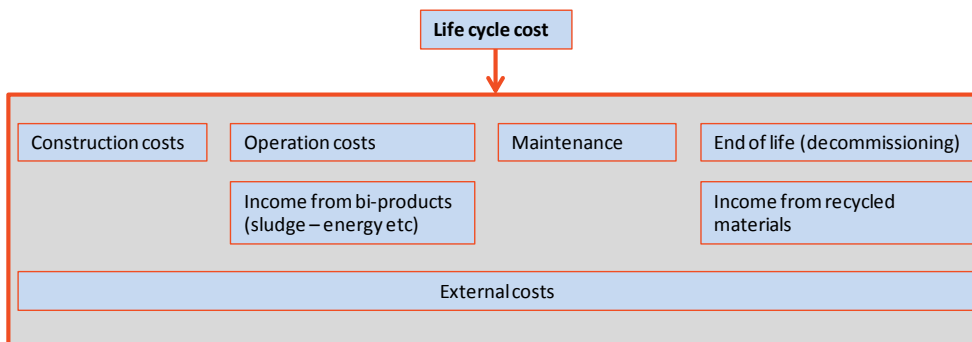 Life cycle cost
Construction costs
Operation costs
Maintenance
End of life (decommissioning)
Income from bi-products
(sludge – energy etc)
Income from recycled
materials
External costs